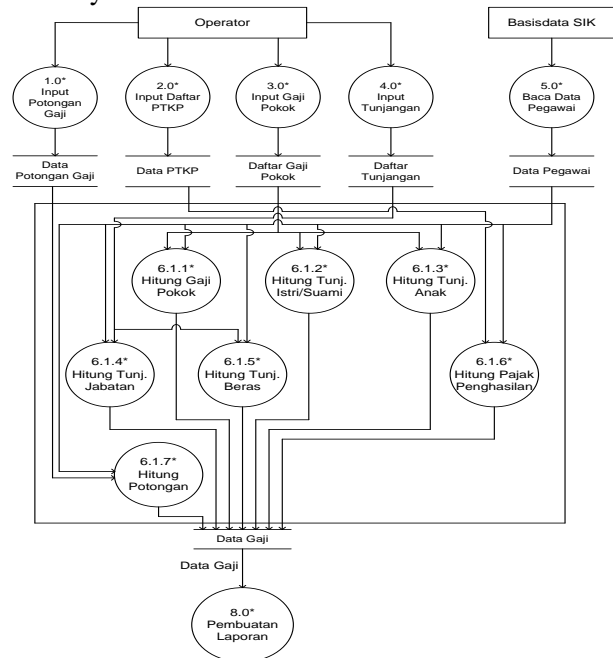 Operator
Basisdata SIK
1.0*
Input
Potongan
Gaji
2.0*
Input Daftar
PTKP
3.0*
Input Gaji
Pokok
4.0*
Input
Tunjangan
5.0*
Baca Data
Pegawai
Data
Potongan Gaji
Data PTKP
Daftar Gaji
Pokok
Daftar
Tunjangan
Data Pegawai
6.1.1*
Hitung Gaji
Pokok
6.1.2*
Hitung Tunj.
Istri/Suami
6.1.3*
Hitung Tunj.
Anak
6.1.4*
Hitung Tunj.
Jabatan
6.1.5*
Hitung Tunj.
Beras
6.1.6*
Hitung Pajak
Penghasilan
6.1.7*
Hitung
Potongan
Data Gaji
Data Gaji
8.0*
Pembuatan
Laporan